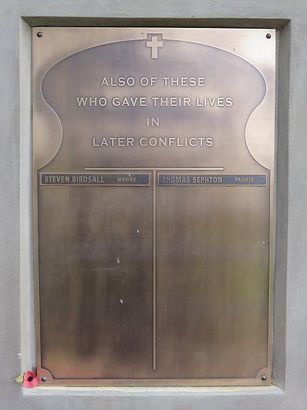 ALSO OF THESE
WHO GAVE THEIR LIVES
IN
LATER CONFLICTS
STEVEN BIRDSALL MARINE
THOMAS SEPHTON PRIVATE